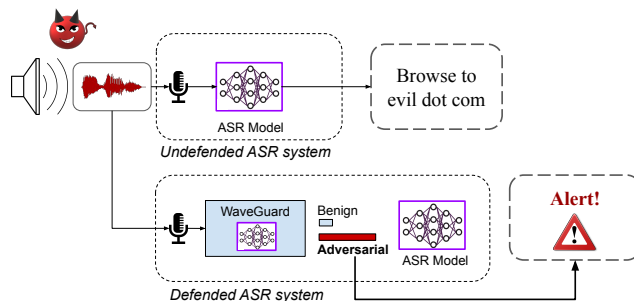 Browse to
evil dot com
ASR Model
Undefended ASR system
WaveGuard
Benign
Adversarial
ASR Model
Alert!
Defended ASR system